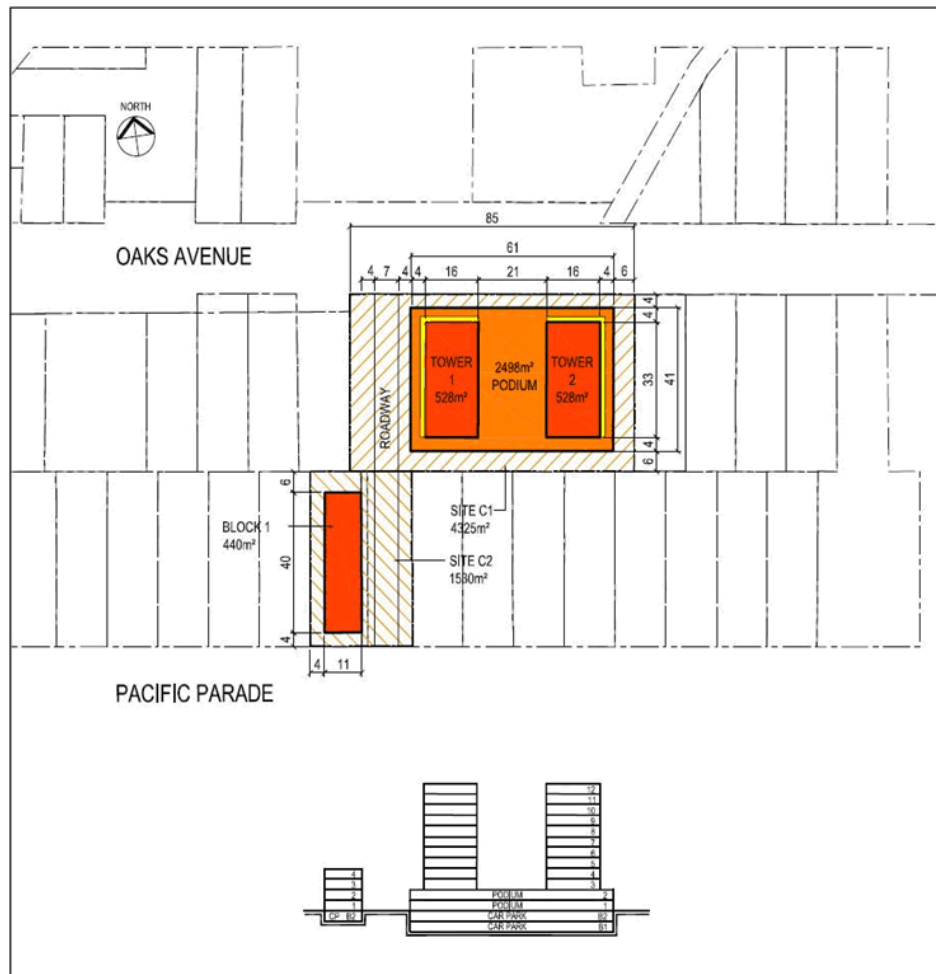 NORTH
OAKS AVENUE
85
61
4 7 4 4 16 21 16 4 6
4
4
33
41
4
6
TOWER
1
528m²
2498m²
PODIUM
TOWER
2
528m²
ROADWAY
6
40
4
BLOCK 1
440m²
SITE C1
4325m²
SITE C2
1530m²
4 11
PACIFIC PARADE
12
11
10
9
8
7
6
5
4
3
4
3
2
1
CP B2
PODIUM 2
PODIUM 1
CAR PARK B2
CAR PARK B1